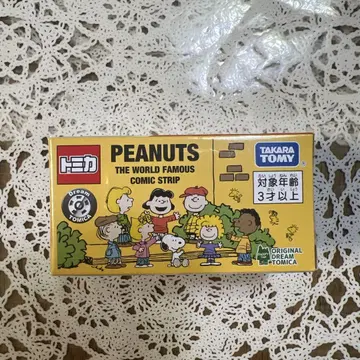 トミカ
Dream
TOMICA
PEANUTS
THE WORLD FAMOUS
COMIC STRIP
TAKARA
TOMY
対象年齢
3才以上
ORIGINAL
DREAM
TOMICA